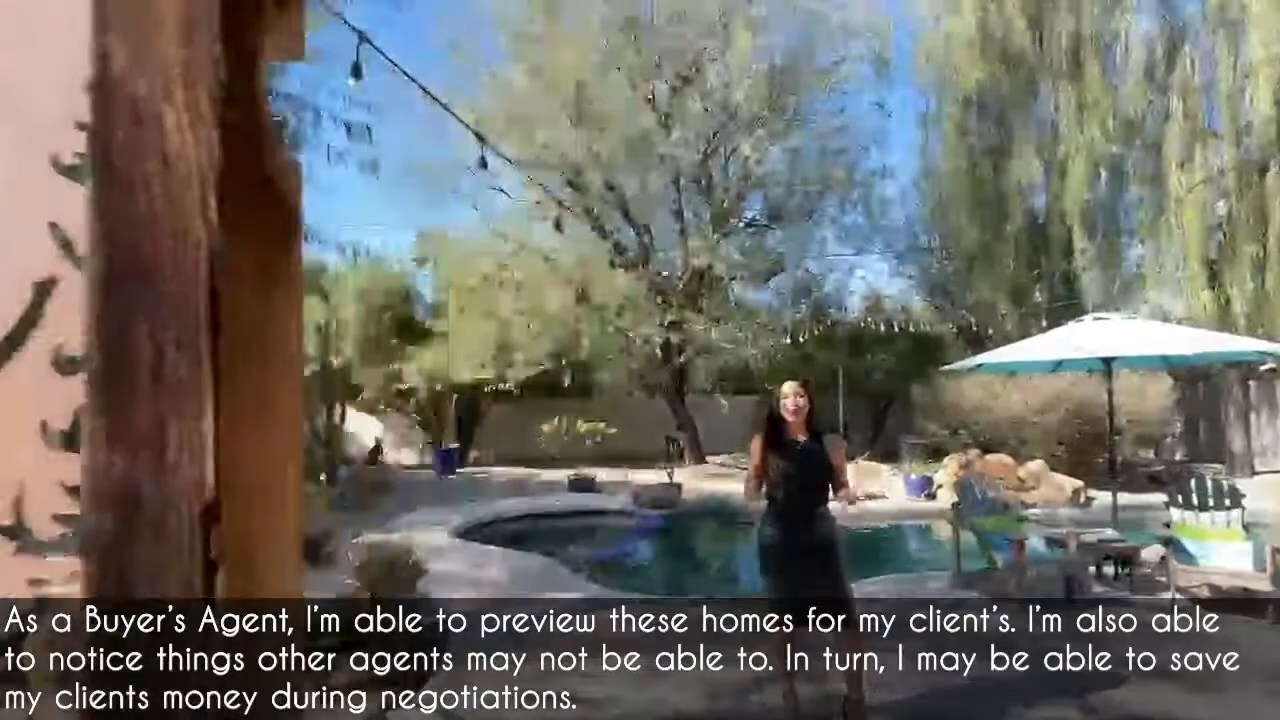 As a Buyer's Agent, I'm able to preview these homes for my client's. I'm also able
to notice things other agents may not be able to. In turn, I may be able to save
my clients money during negotiations.